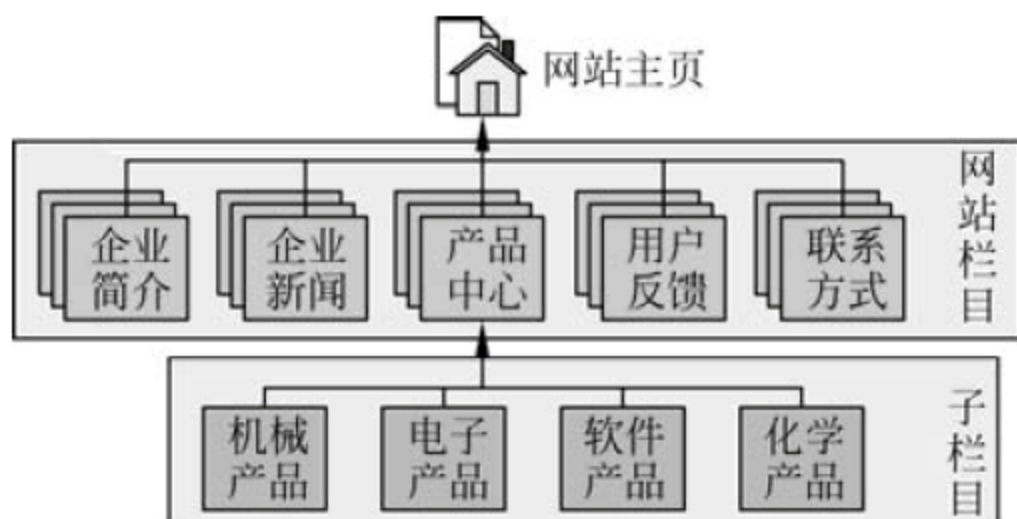 网站主页
网站栏目
企业
简介
企业
新闻
产品
中心
用户
反馈
联系
方式
子栏目
机械
产品
电子
产品
软件
产品
化学
产品